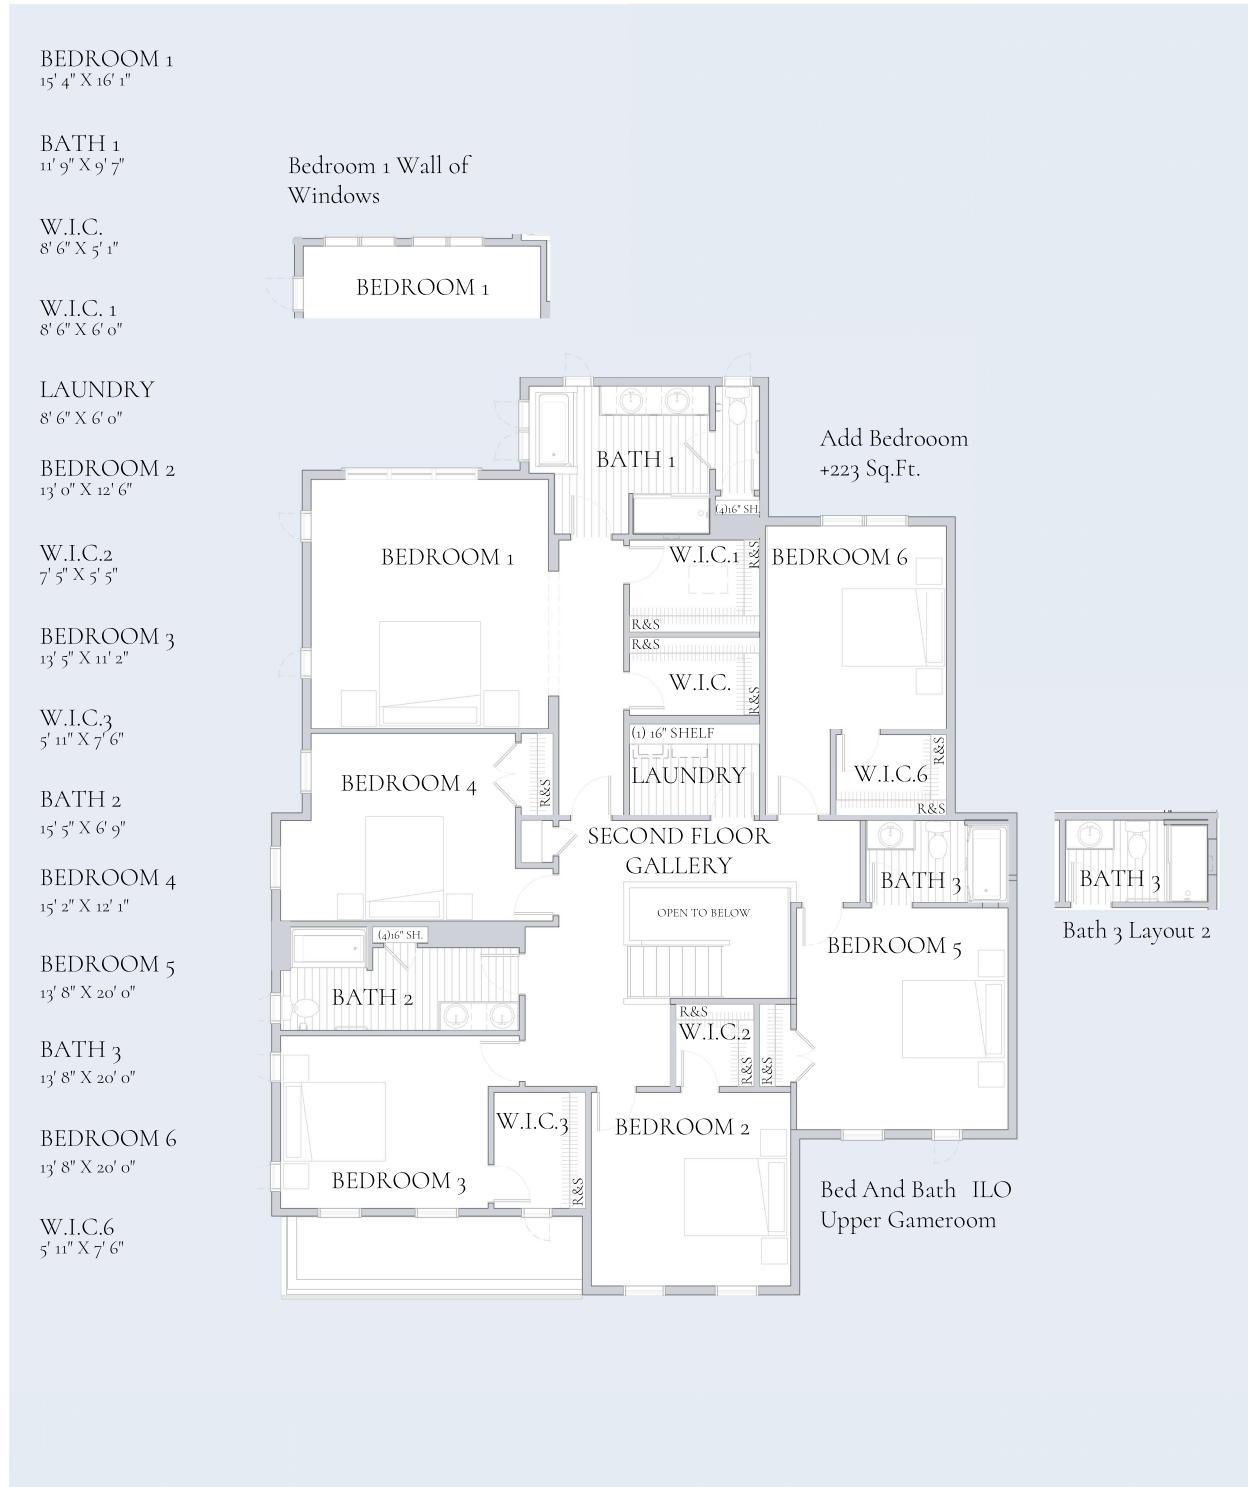 BEDROOM 1
15' 4" X 16' 1"
BATH 1
11' 9" X 9' 7"
W.I.C.
8' 6" X 5' 1"
W.I.C. 1
8' 6" X 6' 0"
LAUNDRY
8' 6" X 6' 0"
BEDROOM 2
13' 0" X 12' 6"
W.I.C.2
7' 5" X 5' 5"
BEDROOM 3
13' 5" X 11' 2"
W.I.C.3
5' 11" X 7' 6"
BATH 2
15' 5" X 6' 9"
BEDROOM 4
15' 2" X 12' 1"
BEDROOM 5
13' 8" X 20' 0"
BATH 3
13' 8" X 20' 0"
BEDROOM 6
13' 8" X 20' 0"
W.I.C.6
5' 11" X 7' 6"
Bedroom 1 Wall of
Windows
BEDROOM 1
BATH 1
(4)16" SH.
Add Bedrooom
+223 Sq.Ft.
BEDROOM 1
W.I.C.1
R&S
R&S
BEDROOM 6
R&S
W.I.C.
R&S
(1) 16" SHELF
LAUNDRY
W.I.C.6
R&S
R&S
BEDROOM 4
R&S
SECOND FLOOR
GALLERY
OPEN TO BELOW
BATH 3
BATH 3
Bath 3 Layout 2
BEDROOM 5
(4)16" SH.
BATH 2
R&S
W.I.C.2
R&S
R&S
W.I.C.3
R&S
BEDROOM 3
BEDROOM 2
Bed And Bath ILO
Upper Gameroom